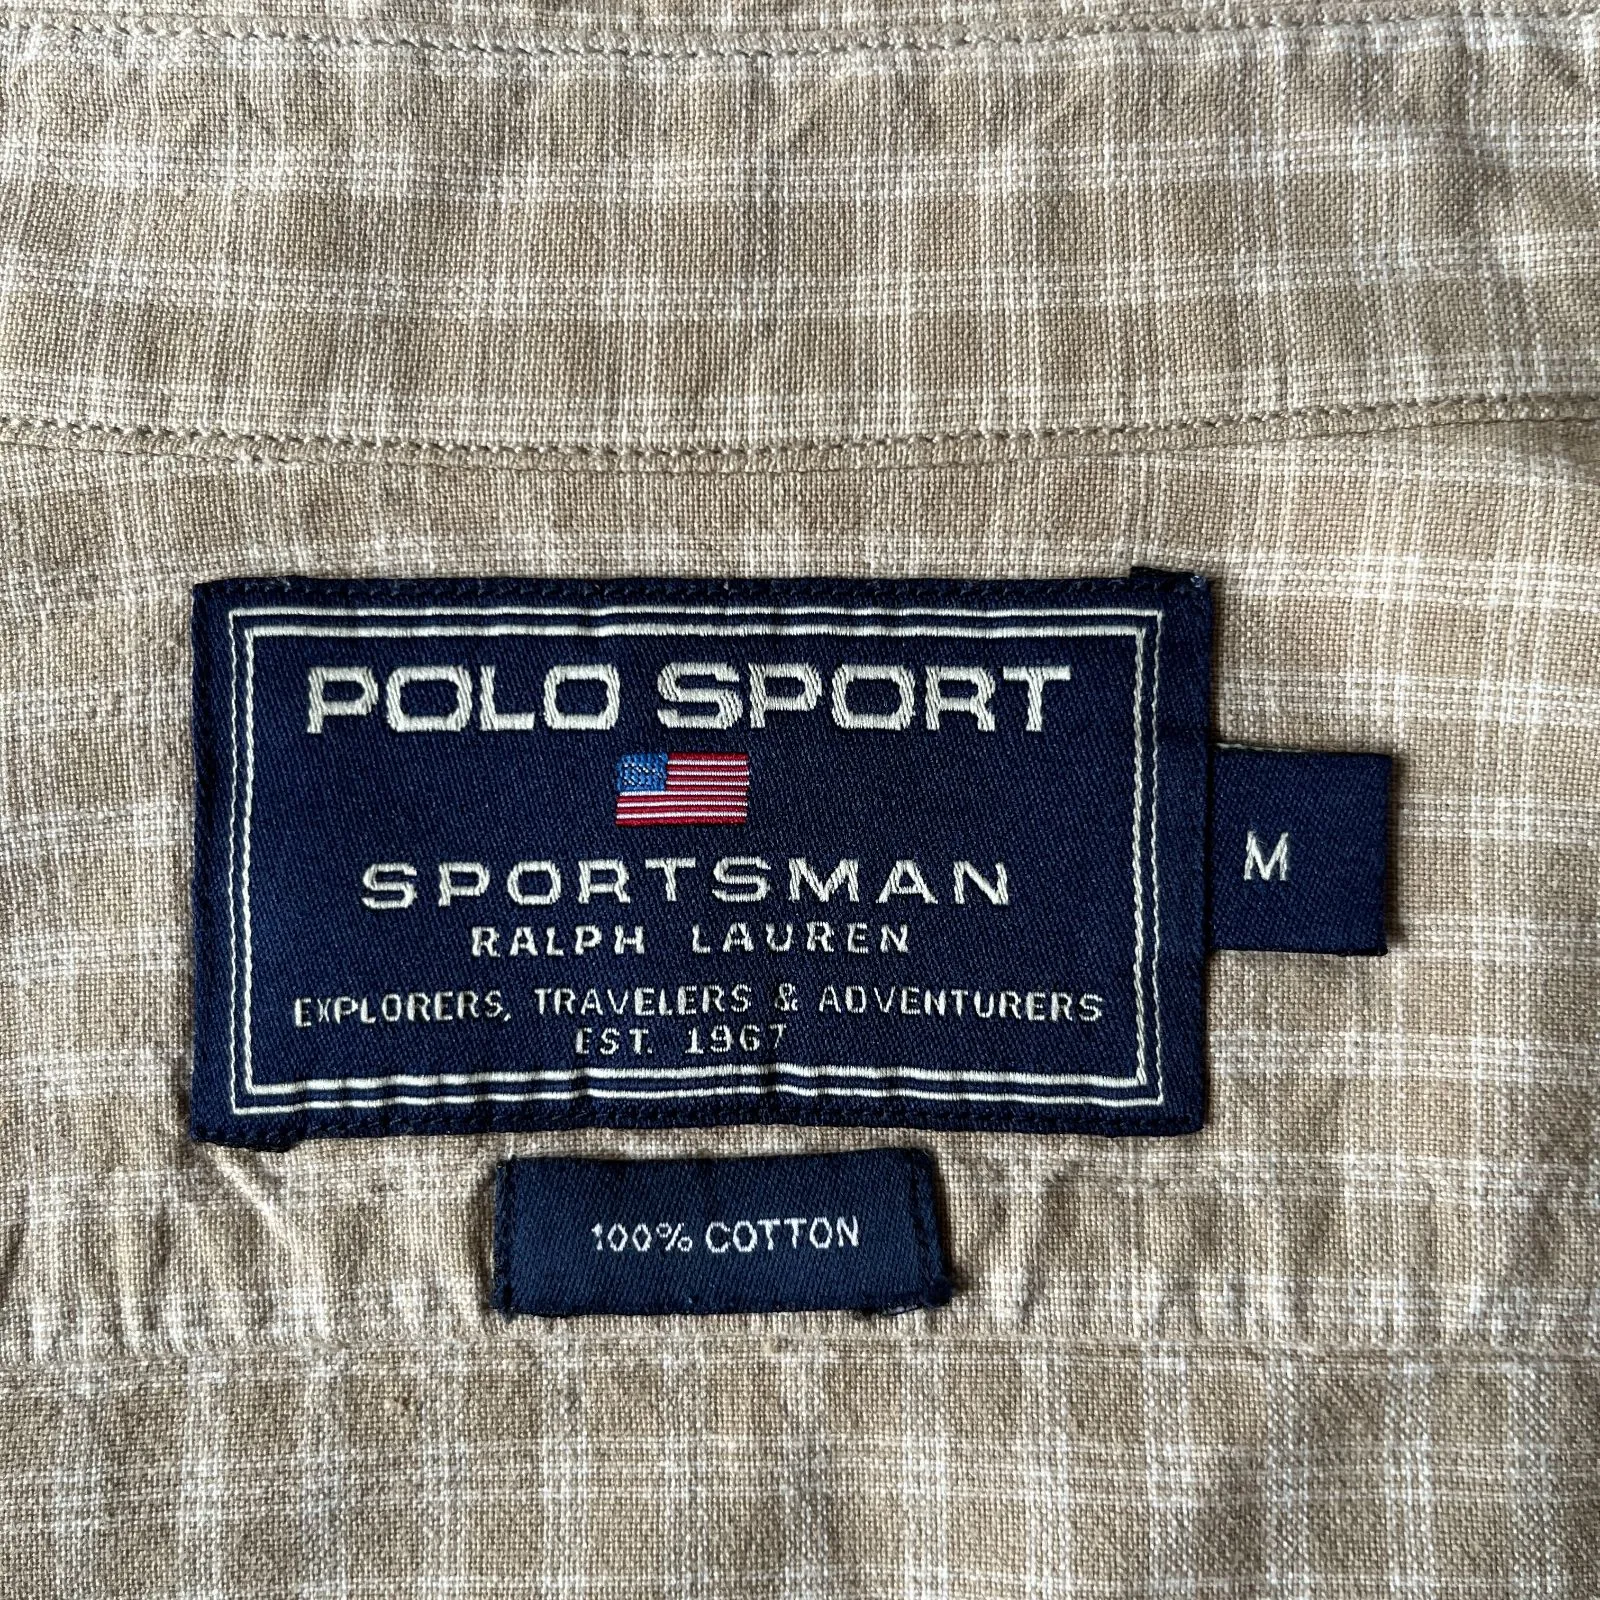 POLO SPORT
SPORTSMAN
RALPH LAUREN
EXPLORERS, TRAVELERS & ADVENTURERS
EST. 1967
M
100% COTTON